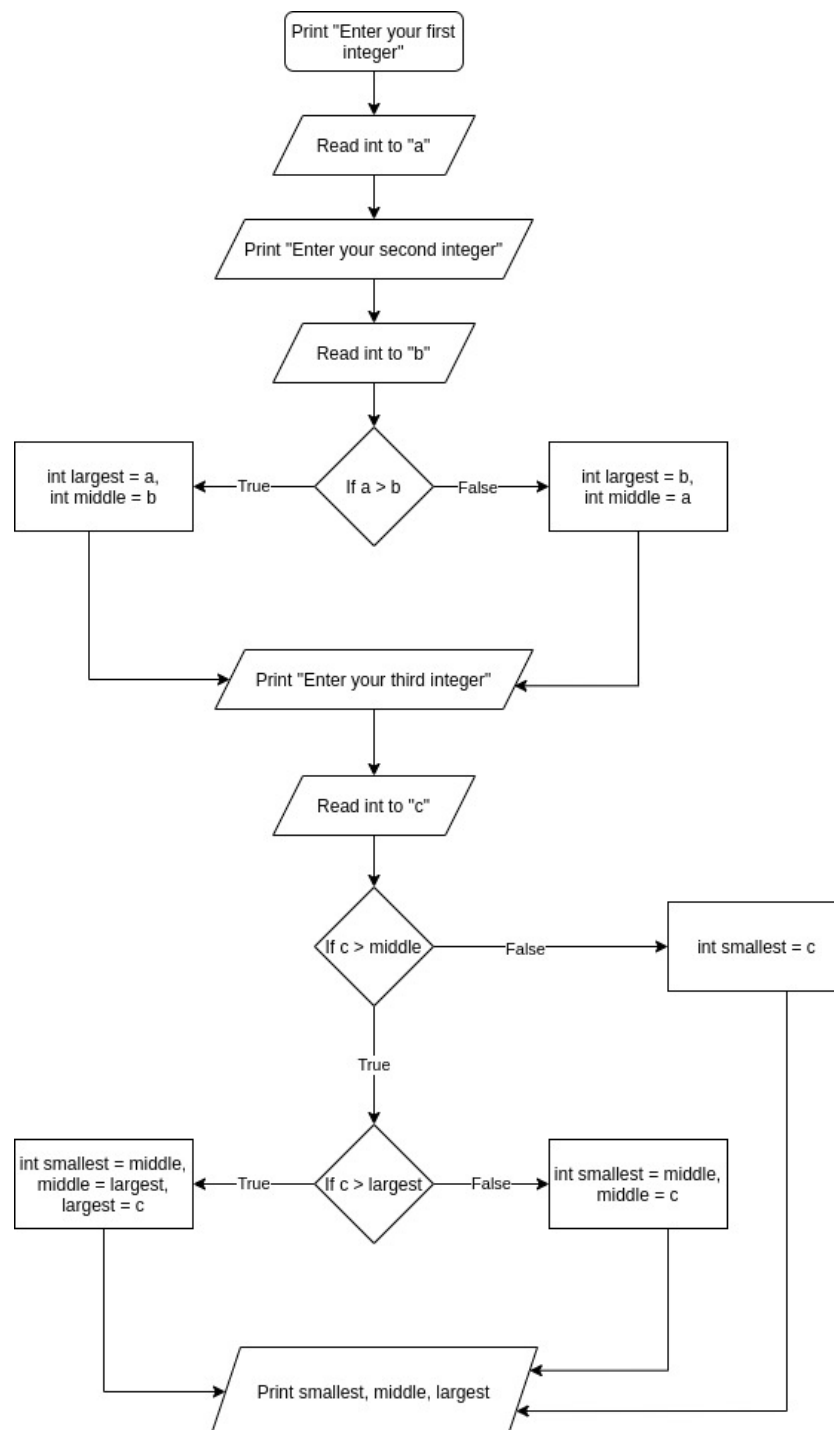 Print "Enter your first
integer"
Read int to "a"
Print "Enter your second integer"
Read int to "b"
If a > b
True
False
int largest = a,
int middle = b
int largest = b,
int middle = a
Print "Enter your third integer"
Read int to "c"
If c > middle
False
int smallest = c
True
If c > largest
True
False
int smallest = middle,
middle = largest,
largest = c
int smallest = middle,
middle = c
Print smallest, middle, largest